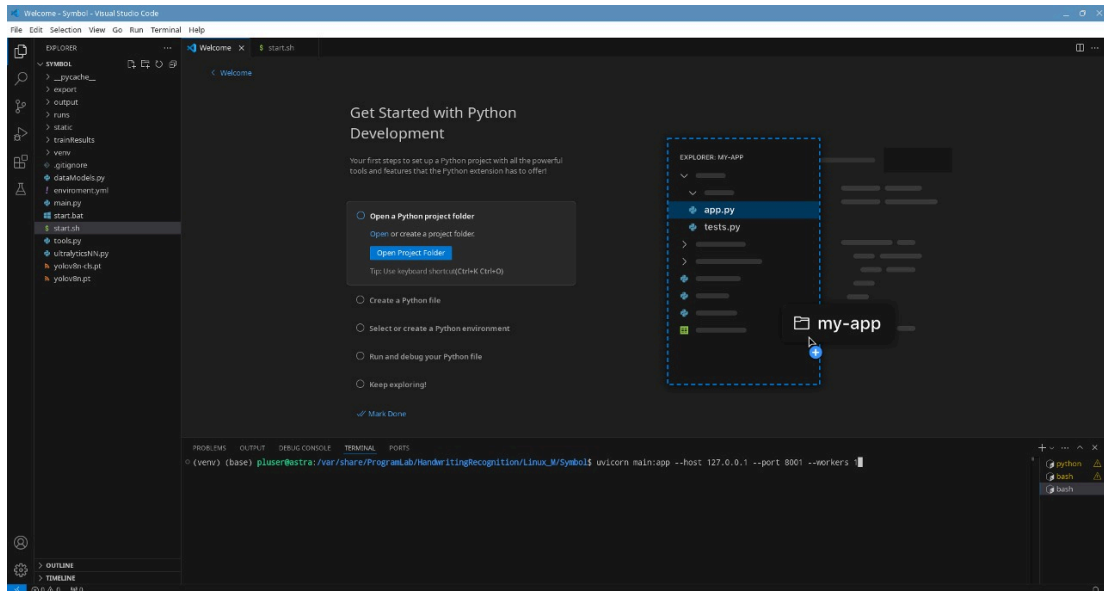 Welcome - Symbol - Visual Studio Code
File Edit Selection View Go Run Terminal Help
EXPLORER
SYMBOL
__pycache__
export
output
runs
static
trainResults
venv
.gitignore
dataModels.py
enviroment.yml
main.py
start.bat
$ start.sh
tools.py
ultralyticsNN.py
yolov8n-cls.pt
yolov8n.pt
OUTLINE
TIMELINE
Welcome
$ start.sh
< Welcome
Get Started with Python
Development
Your first steps to set up a Python project with all the powerful
tools and features that the Python extension has to offer!
Open a Python project folder
Open or create a project folder.
Open Project Folder
Tip: Use keyboard shortcut(Ctrl+K Ctrl+O)
Create a Python file
Select or create a Python environment
Run and debug your Python file
Keep exploring!
Mark Done
EXPLORER: MY-APP
app.py
tests.py
my-app
PROBLEMS OUTPUT DEBUG CONSOLE TERMINAL PORTS
(venv) (base) pluser@astra:/var/share/ProgramLab/HandwritingRecognition/Linux_M/Symbol$ uvicorn main:app --host 127.0.0.1 --port 8001 --workers 1
python
bash
bash